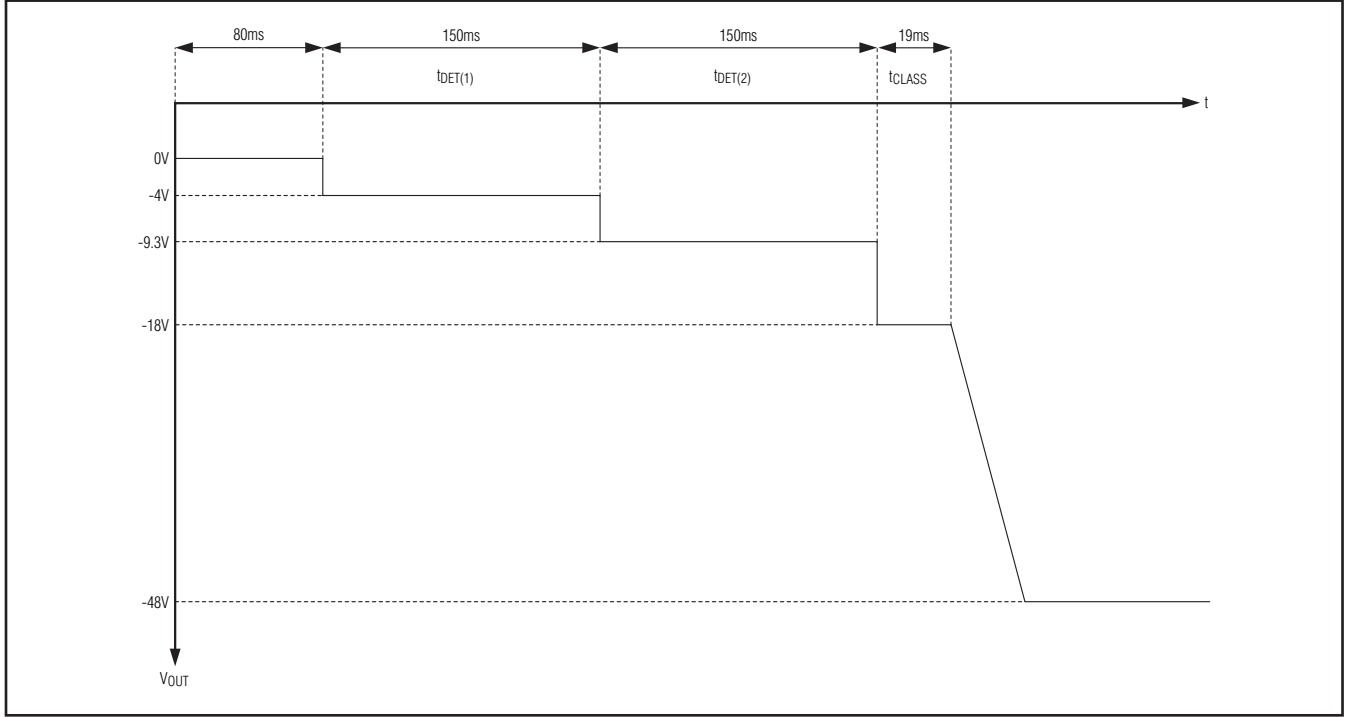 80ms 150ms 150ms 19ms
tDET(1) tDET(2) tCLASS
t
0V
-4V
-9.3V
-18V
-48V
VOUT